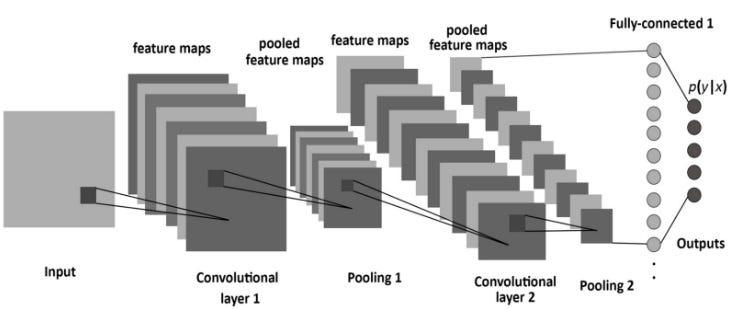 feature maps
pooled
feature maps
feature maps
pooled
feature maps
Fully-connected 1
p(y|x)
Input
Convolutional
layer 1
Pooling 1
Convolutional
layer 2
Pooling 2
Outputs